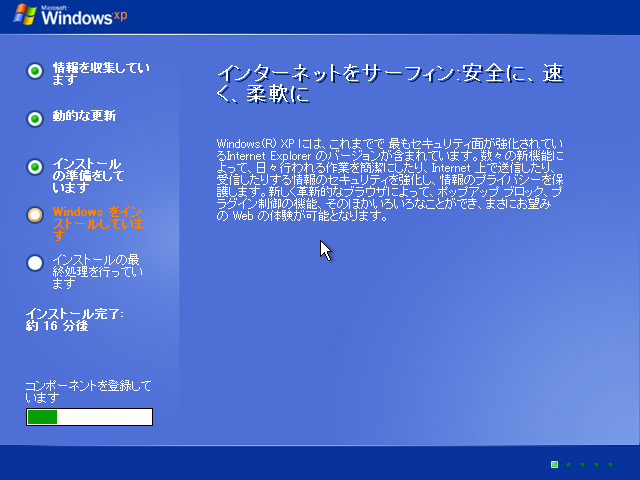 Microsoft
Windows xp
情報を収集してい
ます
動的な更新
インストール
の準備をして
います
Windows をイン
ストールしていま
す
インストールの最
終処理を行ってい
ます
インストール完了:
約 16 分後
コンポーネントを登録して
います
インターネットをサーフィン:安全に、速
く、柔軟に
Windows(R) XP には、これまでで 最もセキュリティ面が強化されてい
るInternet Explorer のバージョンが含まれています。数々の新機能に
よって、日々行われる作業を簡潔にしたり、Internet 上で送信したり、
受信したりする情報のセキュリティを強化し、情報のプライバシーを保
護します。新しく革新的なブラウザによって、ポップアップ ブロック、プ
ラグイン制御の機能、そのほかいろいろなことができ、まさにお望み
の Web の体験が可能となります。